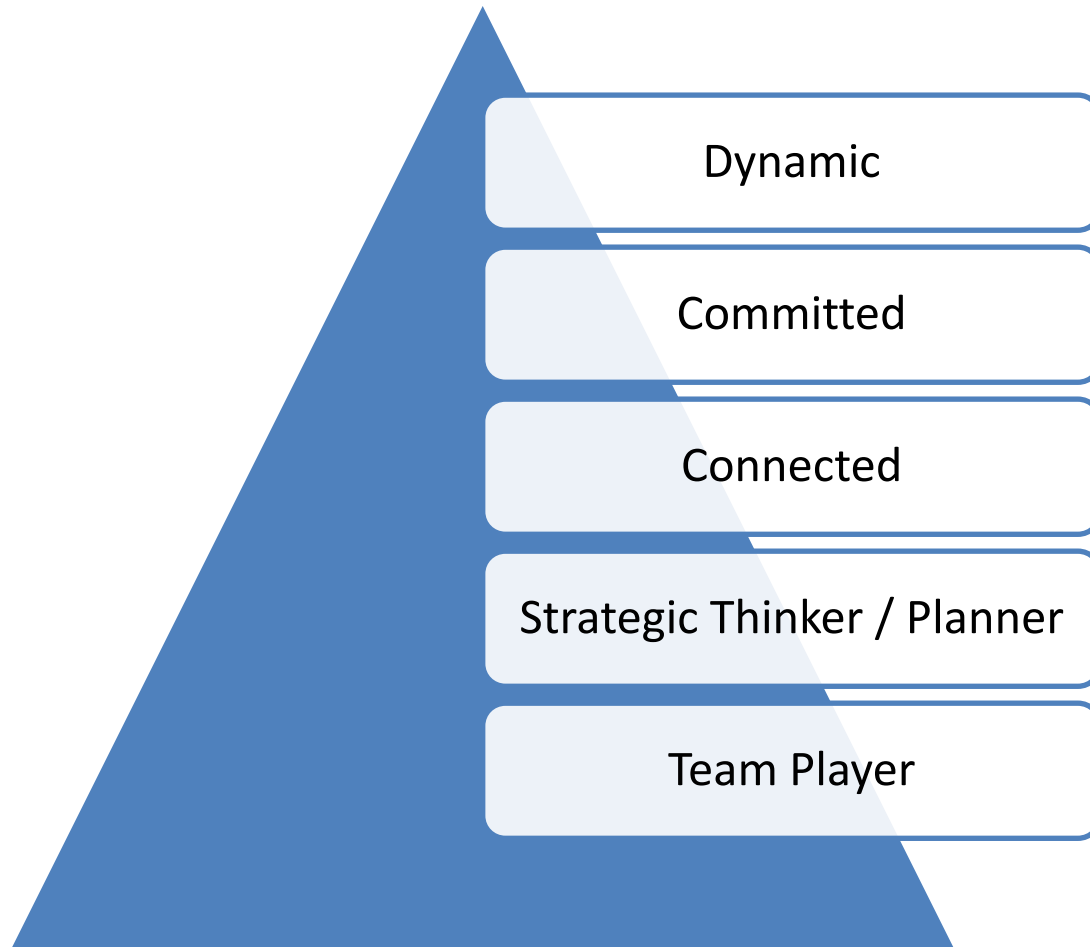 Dynamic
Committed
Connected
Strategic Thinker / Planner
Team Player